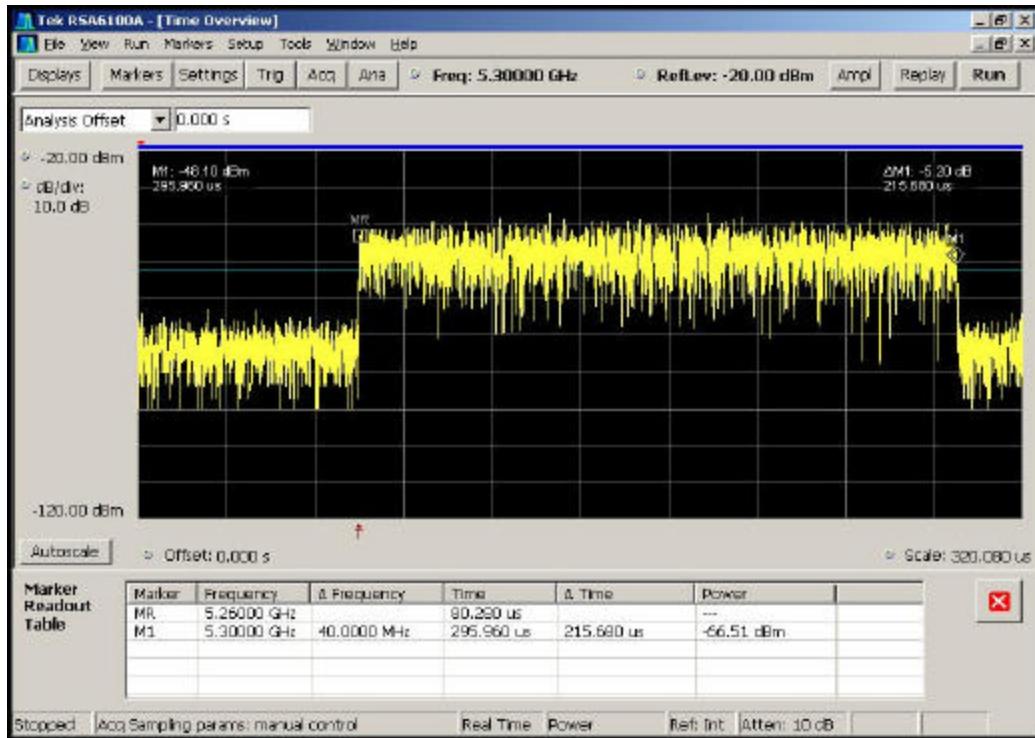 Tek RSA6100A - [Time Overview]
File View Run Markers Setup Tools Window Help
Displays Markers Settings Trig Acq Ana Freq: 5.30000 GHz RefLev: -20.00 dBm Ampl Replay Run
Analysis Offset 0.000 s
-20.00 dBm
dB/div:
10.0 dB
M1: -48.10 dBm
295.960 us
ΔM1: -5.20 dB
215.680 us
MR
M1
-120.00 dBm
Autoscale Offset: 0.000 s Scale: 320.080 us
Marker
Readout
Table
Marker Frequency Δ Frequency Time Δ Time Power
MR 5.26000 GHz 80.280 us ---
M1 5.30000 GHz 40.0000 MHz 295.960 us 215.680 us -66.51 dBm
Stopped Acq Sampling params: manual control Real Time Power Ref: Int Atten: 10 dB